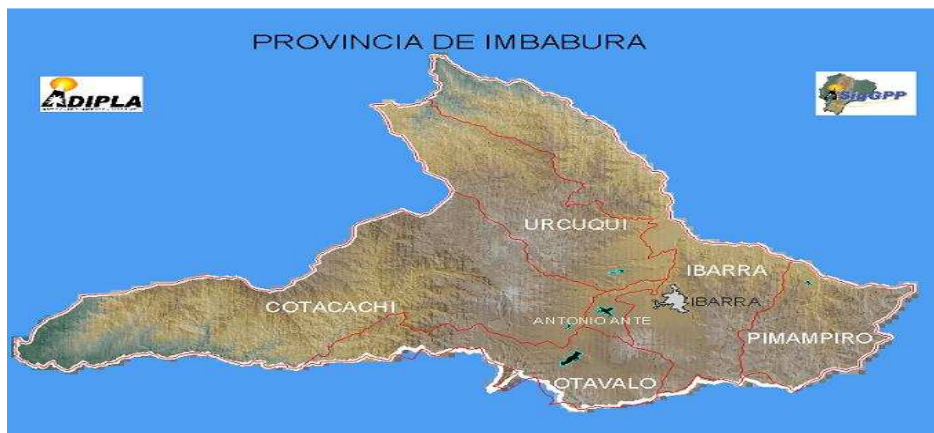 PROVINCIA DE IMBABURA
ADIPLA
URCUQUI
IBARRA
COTACACHI
IBARRA
ANTONIO ANTE
PIMAMPIRO
OTAVALO